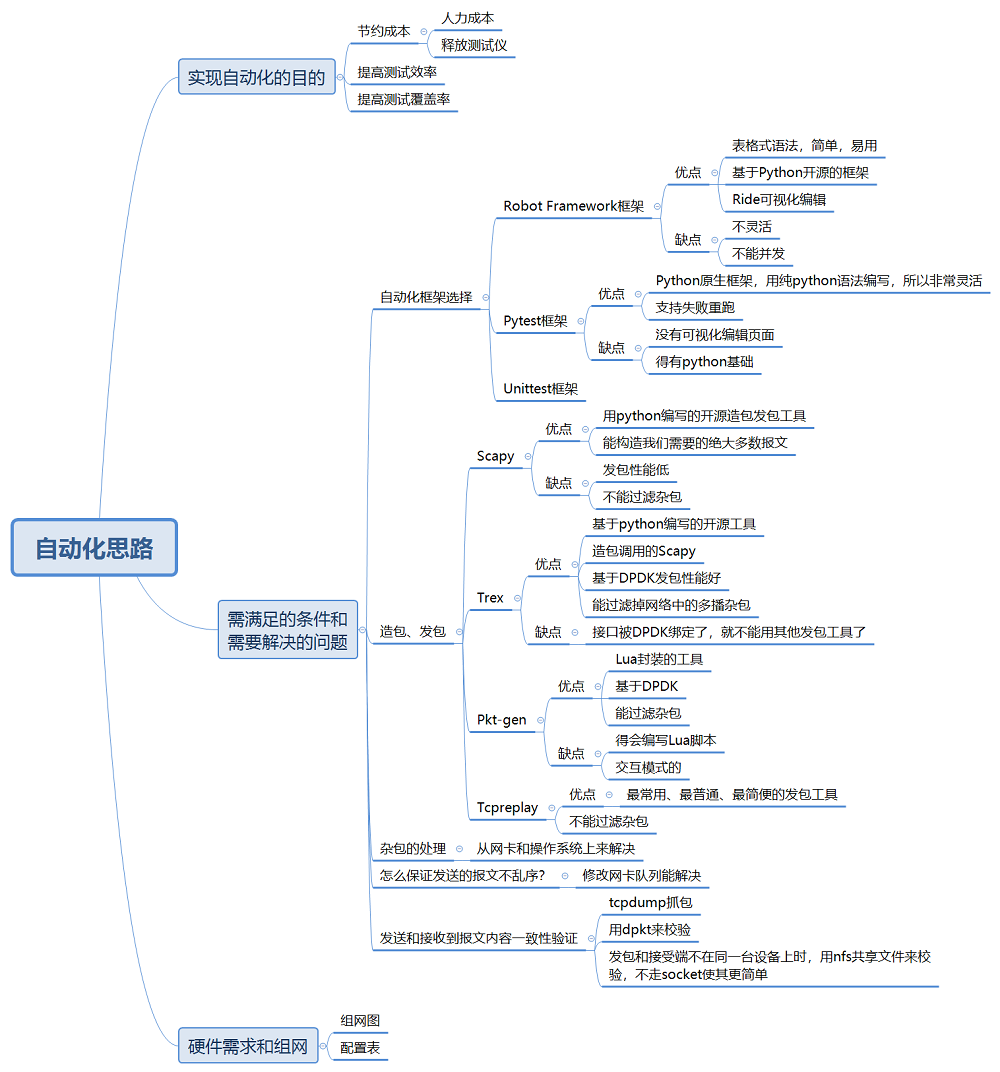 自动化思路
实现自动化的目的
节约成本
人力成本
释放测试仪
提高测试效率
提高测试覆盖率
需满足的条件和
需要解决的问题
自动化框架选择
Robot Framework框架
优点
表格式语法，简单，易用
基于Python开源的框架
Ride可视化编辑
缺点
不灵活
不能并发
Pytest框架
优点
Python原生框架，用纯python语法编写，所以非常灵活
支持失败重跑
缺点
没有可视化编辑页面
得有python基础
Unittest框架
造包、发包
Scapy
优点
用python编写的开源造包发包工具
能构造我们需要的绝大多数报文
缺点
发包性能低
不能过滤杂包
Trex
优点
基于python编写的开源工具
造包调用的Scapy
基于DPDK发包性能好
能过滤掉网络中的多播杂包
缺点
接口被DPDK绑定了，就不能用其他发包工具了
Pkt-gen
优点
Lua封装的工具
基于DPDK
能过滤杂包
缺点
得会编写Lua脚本
交互模式的
Tcpreplay
优点
最常用、最普通、最简便的发包工具
不能过滤杂包
杂包的处理
从网卡和操作系统上来解决
怎么保证发送的报文不乱序？
修改网卡队列能解决
发送和接收到报文内容一致性验证
tcpdump抓包
用dpkt来校验
发包和接受端不在同一台设备上时，用nfs共享文件来校
验，不走socket使其更简单
硬件需求和组网
组网图
配置表